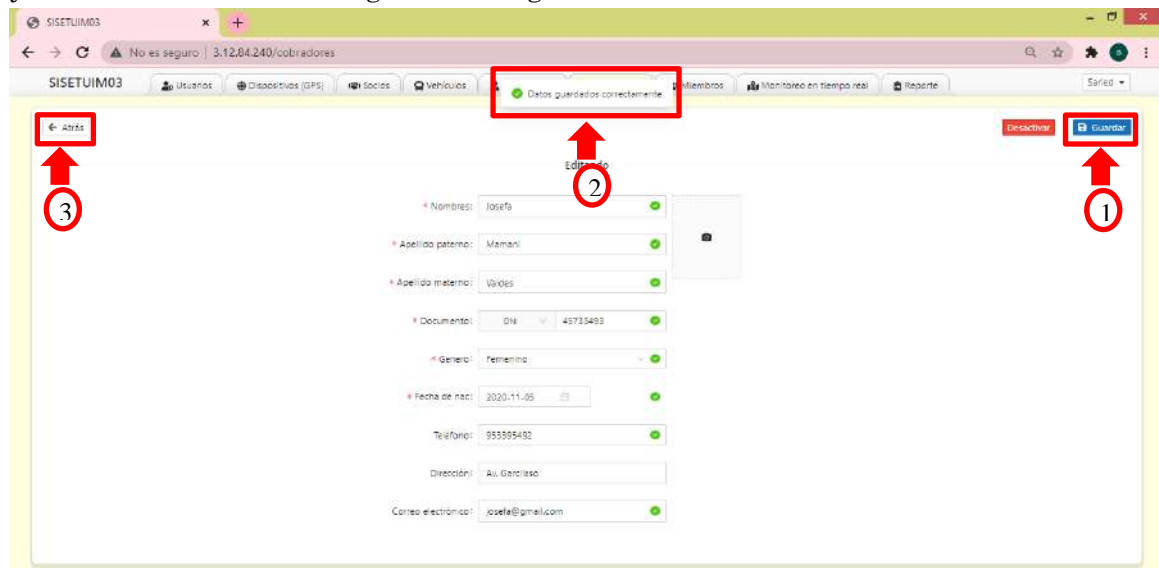 SISETUIM03
No es seguro | 3.12.84.240/cobradores
SISETUIM03 Usuarios Dispositivos (GPS) Socios Vehículos Miembros Monitoreo en tiempo real Reporte Saried
Datos guardados correctamente.
← Atrás Desactivar Guardar
Editando
2
3
1
* Nombres: Josefa
* Apellido paterno: Mamani
* Apellido materno: Valdes
* Documento: DNI 45733493
* Genero: Femenino
* Fecha de nac: 2020-11-05
Teléfono: 953395492
Dirección: Av. Garcilaso
Correo electrónico: josefa@gmail.com